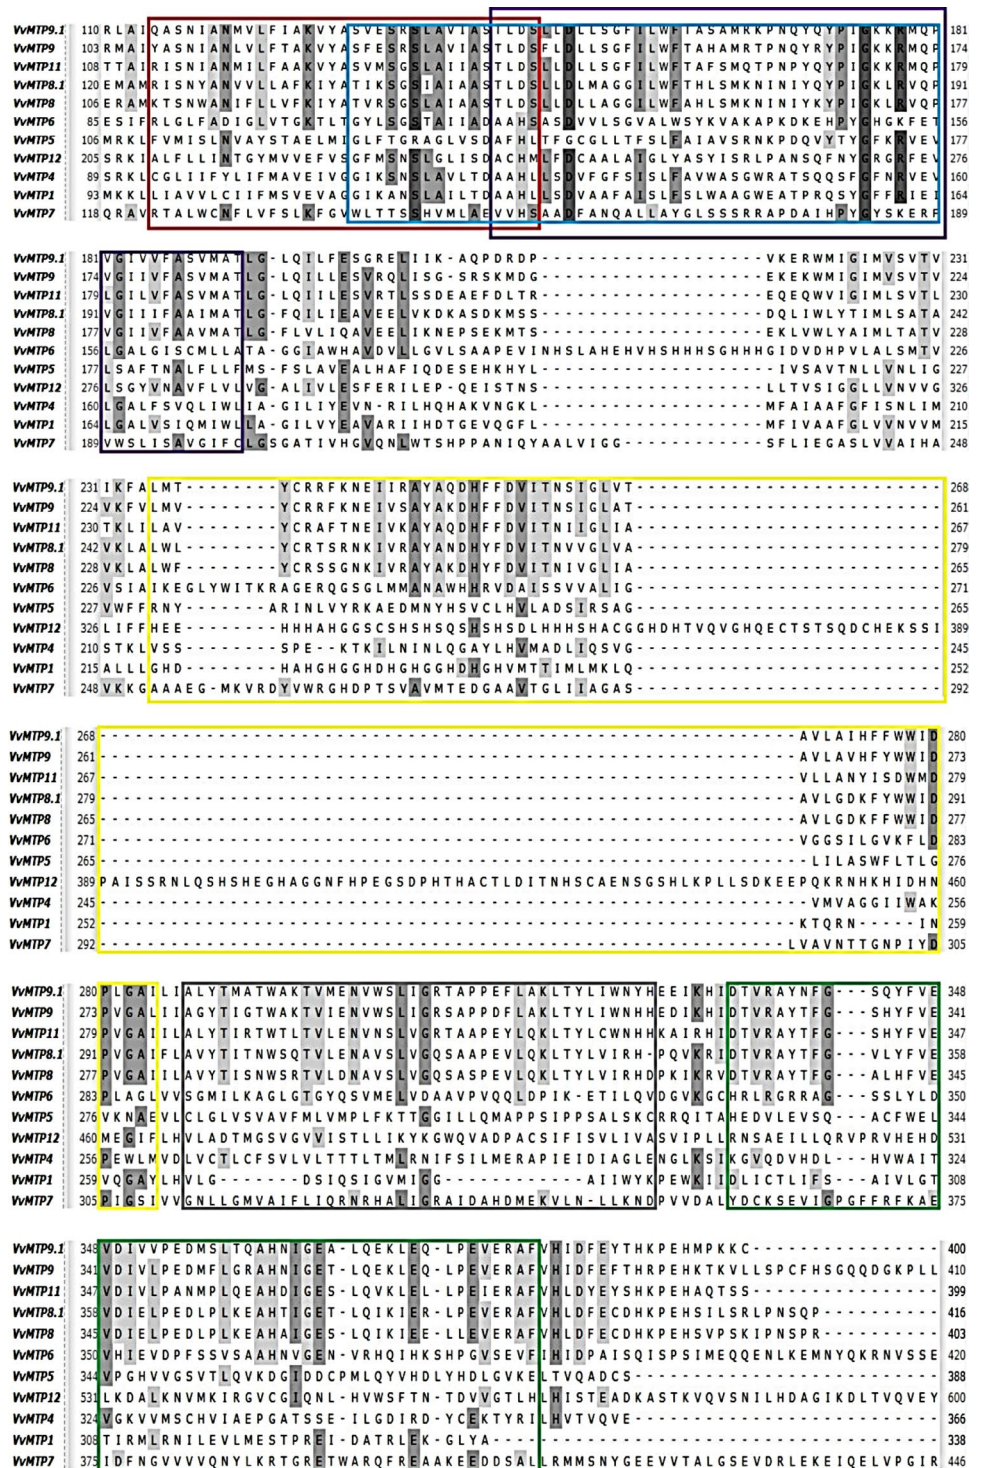 VvMTP9.1 110 RLAIQASNIANMVLFIAKVYASVESRSLAVIASTLDSLLDLLSGFILWFTASAMRKPNQYQYPIGKKRMQP 181
VvMTP9 103 RMAIYASNIANLVLFTAKVYASFESRSLAVIASTLDSFLDLLSGFILWFTAHAMRTPNQYRYPIGKKRMQP 174
VvMTP11 108 TTAIRISNIANMILFAAKVYASVMSGSLAIIASTLDSLLDLLSGFILWFTAFSMQTPNPYQYPIGKKRMQP 179
VvMTP8.1 120 ERAMRISNYANVVLLAFKIYATIKSGSIAIAASTLDSLLDLMAGGILWFTHLSMKNINIYQYPIGKLRVQP 191
VvMTP8 106 ERAMKTSNWANIFLLVFKIYATVRSGSLAIAASTLDSLLDLLAGGILWFAHLSMKNINIYKYPIGKLRVQP 177
VvMTP6 85 ESIFRLGLFADIGLVTGKTLTGYLSGSTAIIADAAHSASDVVLSGVALWSYKVAKAPKDKEHPYGHGKFET 156
VvMTP5 106 MRKLFVMISLNVAYSTAELMIGLFTGRAGLVSDAFHLTFGCGLLTFSLFAIAVSRNKPDQVYTYGFKRVEV 177
VvMTP12 205 SRKIALFLLINTGYMVVEFVSGFMSNSLGLISDACHMLFDCAALAIGLYASYISRLPANSQFNYGRGRFEV 276
VvMTP4 89 SRKLCGLIIFYLIFMAVEIVGGIKSNSLAVLTDAAHLLSDVFGFSISLFAVWASGWRATSQQSFGFNRVEV 160
VvMTP1 93 MKKLLIAVVLCIIFMSVEVAGGIKANSLAILTDAAHLLSDVAAFAISLFSLWAAGWEATPRQSYGFFRIEI 164
VvMTP7 118 QRAVRTALWCNFLVFSLKFGVWLTTSSHVMLAEVVHSAADFANQALLAYGLSSSRRAPDAIHPYGYSKERF 189
VvMTP9.1 181 VGIVVFASVMATLG-LQILFESGRELIIK-AQPDRDP-------------------VKERWMIGIMVSVTV 231
VvMTP9 174 VGIIVFASVMATLG-LQILLESVRQLISG-SRSKMDG-------------------EKEKWMIGIMVSVTV 224
VvMTP11 179 LGILVFASVMATLG-LQIILESVRTLSSDEAEFDLTR-------------------EQEQWVIGIMLSVTL 230
VvMTP8.1 191 VGIIIFAAIMATLG-FQILIEAVEELVKDKASDKMSS-------------------DQLIWLYTIMLSATA 242
VvMTP8 177 VGIIVFAAVMATLG-FLVLIQAVEELIKNEPSEKMTS-------------------EKLVWLYAIMLTATV 228
VvMTP6 156 LGALGISCMLLATA-GGIAWHAVDVLLGVLSAAPEVINHSLAHEHVHSHHHSGHHHGIDVDHPVLALSMTV 226
VvMTP5 177 LSAFTNALFLLFMS-FSLAVEALHAFIQDESEHKHYL-------------------IVSAVTNLLVNLIG 227
VvMTP12 276 LSGYVNAVFLVLVG-ALIVLESFERILEP-QEISTNS-------------------LLTVSIGGLLVNVVG 326
VvMTP4 160 LGALFSVQLIWLIA-GILIYEVN-RILHQHAKVNGKL-------------------MFAIAAFGFISNLIM 210
VvMTP1 164 LGALVSIQMIWLLA-GILVYEAVARIIHDTGEVQGFL-------------------MFIVAAFGLVVNVVM 215
VvMTP7 189 VWSLISAVGIFCLGSGATIVHGVQNLWTSHPPANIQYAALVIGG------------SFLIEGASLVVAIHA 248
VvMTP9.1 231 IKFALMT--------YCRRFKNEIIRAYAQDHFFDVITNSIGLVT-------------------------- 268
VvMTP9 224 VKFVLMV--------YCRRFKNEIVSAYAQDHFFDVITNSIGLAT-------------------------- 261
VvMTP11 230 TKLILAV--------YCRAFTNEIVKAYAQDHFFDVITNIIGLIA-------------------------- 267
VvMTP8.1 242 VKLALWL--------YCRTSRNKIVRAYANDHYFDVITNVVGLVA-------------------------- 279
VvMTP8 228 VKLALWF--------YCRSSGNKIVRAYAKDHYFDVITNIVGLIA-------------------------- 265
VvMTP6 226 VSIAIKEGLYWITKRAGERQGSGLMMANAWHHRVDAISSVVALIG-------------------------- 271
VvMTP5 227 VWFFRNY-------ARINLVYRKAEDMNYHSVCLHVLADSIRSAG-------------------------- 265
VvMTP12 326 LIFFHEE--------HHHAHGGSCSHSHSQSHSHSDLHHHSHACGGHDHTVQVGHQECTSTSQDCHEKSSI 389
VvMTP4 210 STKLVSS--------SPE--KTKILNINLQGAYLHVMADLIQSVG-------------------------- 245
VvMTP1 215 ALLLGHD--------HAHGHGGHDHGHGGHDHGHVMTTIMLMKLQ-------------------------- 252
VvMTP7 248 VKKGAAAEG-MKVRDYVWRGHDPTSVAVMTEDGAAVTGLIIAGAS-------------------------- 292
VvMTP9.1 268 -----------------------------------------------------------AVLAIHFFWWID 280
VvMTP9 261 -----------------------------------------------------------AVLAVHFYWWID 273
VvMTP11 267 -----------------------------------------------------------VLLANYISDWMD 279
VvMTP8.1 279 -----------------------------------------------------------AVLGDKFYWWID 291
VvMTP8 265 -----------------------------------------------------------AVLGDKFFWWID 277
VvMTP6 271 -----------------------------------------------------------VGGSILGVKFLD 283
VvMTP5 265 ------------------------------------------------------------LILASWFLTLG 276
VvMTP12 389 PAISSRNLQSHSHEGHAGGNFHPEGSDPHTHACTLDITNHSCAENSGSHLKPLLSDKEEPQKRNHKHIDHN 460
VvMTP4 245 ------------------------------------------------------------VMVAGGIIWAK 256
VvMTP1 252 -----------------------------------------------------------KTQRN-----IN 259
VvMTP7 292 ----------------------------------------------------------LVAVNTTGNPIYD 305
VvMTP9.1 280 PLGAILIALYTMATWAKTVMENVWSLIGRTAPPEFLAKLTYLIWNYHEEIKHIDTVRAYNFG---SQYFVE 348
VvMTP9 273 PVGALIIAGYTIGTWAKTVIENVWSLIGRSAPPDFLAKLTYLIWNHHEDIKHIDTVRAYTFG---SHYFVE 341
VvMTP11 279 PVGAIILALYTIRTWTLTVLENVNSLVGRTAAPEYLQKLTYLCWNHHKAIRHIDTVRAYTFG---SHYFVE 347
VvMTP8.1 291 PVGAIFLAVYTITNWSQTVLENAVSLVGQSAAPEVLQKLTYLVIRH-PQVKRIDTVRAYTFG---VLYFVE 358
VvMTP8 277 PVGAIILAVYTISNWSRTVLDNAVSLVGQSASPEVLQKLTYLVIRHDPKIKRVDTVRAYTFG---ALHFVE 345
VvMTP6 283 PLAGLVVSGMILKAGLGTGYQSVMELVDAAVPVQQLDPIK-ETILQVDGVKGCHRLRGRRAG---SSLYLD 350
VvMTP5 276 VKNAEVLCLGLVSVAVFMLVMPLFKTTGGILLQMAPPSIPPSALSKCRRQITAHEDVLEVSQ---ACFWEL 344
VvMTP12 460 MEGIFLHVLADTMGSVGVVISTLLIKYKGWQVADPACSIFISVLIVASVIPLLRNSAEILLQRVPRVHEHD 531
VvMTP4 256 PEWLMVDLVCTLCFSVLVLTTTLTMLRNIFSILMERAPIEIDIAGLENGLKSIKGVQDVHDL---HVWAIT 324
VvMTP1 259 VQGAYLHVLG------DSIQSIGVMIGG-----------AIIWYKPEWKIIDLICTLIFS---AIVLGT 308
VvMTP7 305 PIGSIVVGNLLGMVAIFLIQRNRHALIGRAIDAHDMEKVLN-LLKNDPVVDALYDCKSEVIGPGFFRFKAE 375
VvMTP9.1 348 VDIVVPEDMSLTQAHNIGEA-LQEKLEQ-LPEVERAFVHIDFEYTHKPEHMPKKC---------------- 400
VvMTP9 341 VDIVLPEDMFLGRAHNIGET-LQEKLEQ-LPEVERAFVHIDFEFTHRPEHKTKVLLSPCFHSGQQDGKPLL 410
VvMTP11 347 VDIVLPANMPLQEAHDIGES-LQVKLEL-LPEIERAFVHLDYEYSHKPEHAQTSS---------------- 399
VvMTP8.1 358 VDIELPEDLPLKEAHTIGET-LQIKIER-LPEVERAFVHLDFECDHKPEHSILSRLPNSQP---------- 416
VvMTP8 345 VDIELPEDLPLKEAHAIGES-LQIKIEE-LLEVERAFVHLDFECDHKPEHSVPSKIPNSPR---------- 403
VvMTP6 350 VHIEVDPFSSVSAAHNVGEN-VRHQIHKSHPGVSEVFIHIDPAISQISPSIMEQQENLKEMNYQKRNVSSE 420
VvMTP5 344 VPGHVVGSVTLQVKDGIDDCPMLQYVHDLYHDLGVKELTVQADCS-------------------------- 388
VvMTP12 531 LKDALKNVMKIRGVCGIQNL-HVWSFTN-TDVVGTLHLHISTEADKASTKVQVSNILHDAGIKDLTVQVEY 600
VvMTP4 324 VGKVVMSCHVIAEPGATSSE-ILGDIRD-YCEKTYRILHVTVQVE-------------------------- 366
VvMTP1 308 TIRMLRNILEVLMESTPREI-DATRLEK-GLYA-------------------------------------- 338
VvMTP7 375 IDFNGVVVVQNYLKRTGRETWARQFREAAKEEDDSALLRMMSNYGEEVVTALGSEVDRLEKEIQELVPGIR 446